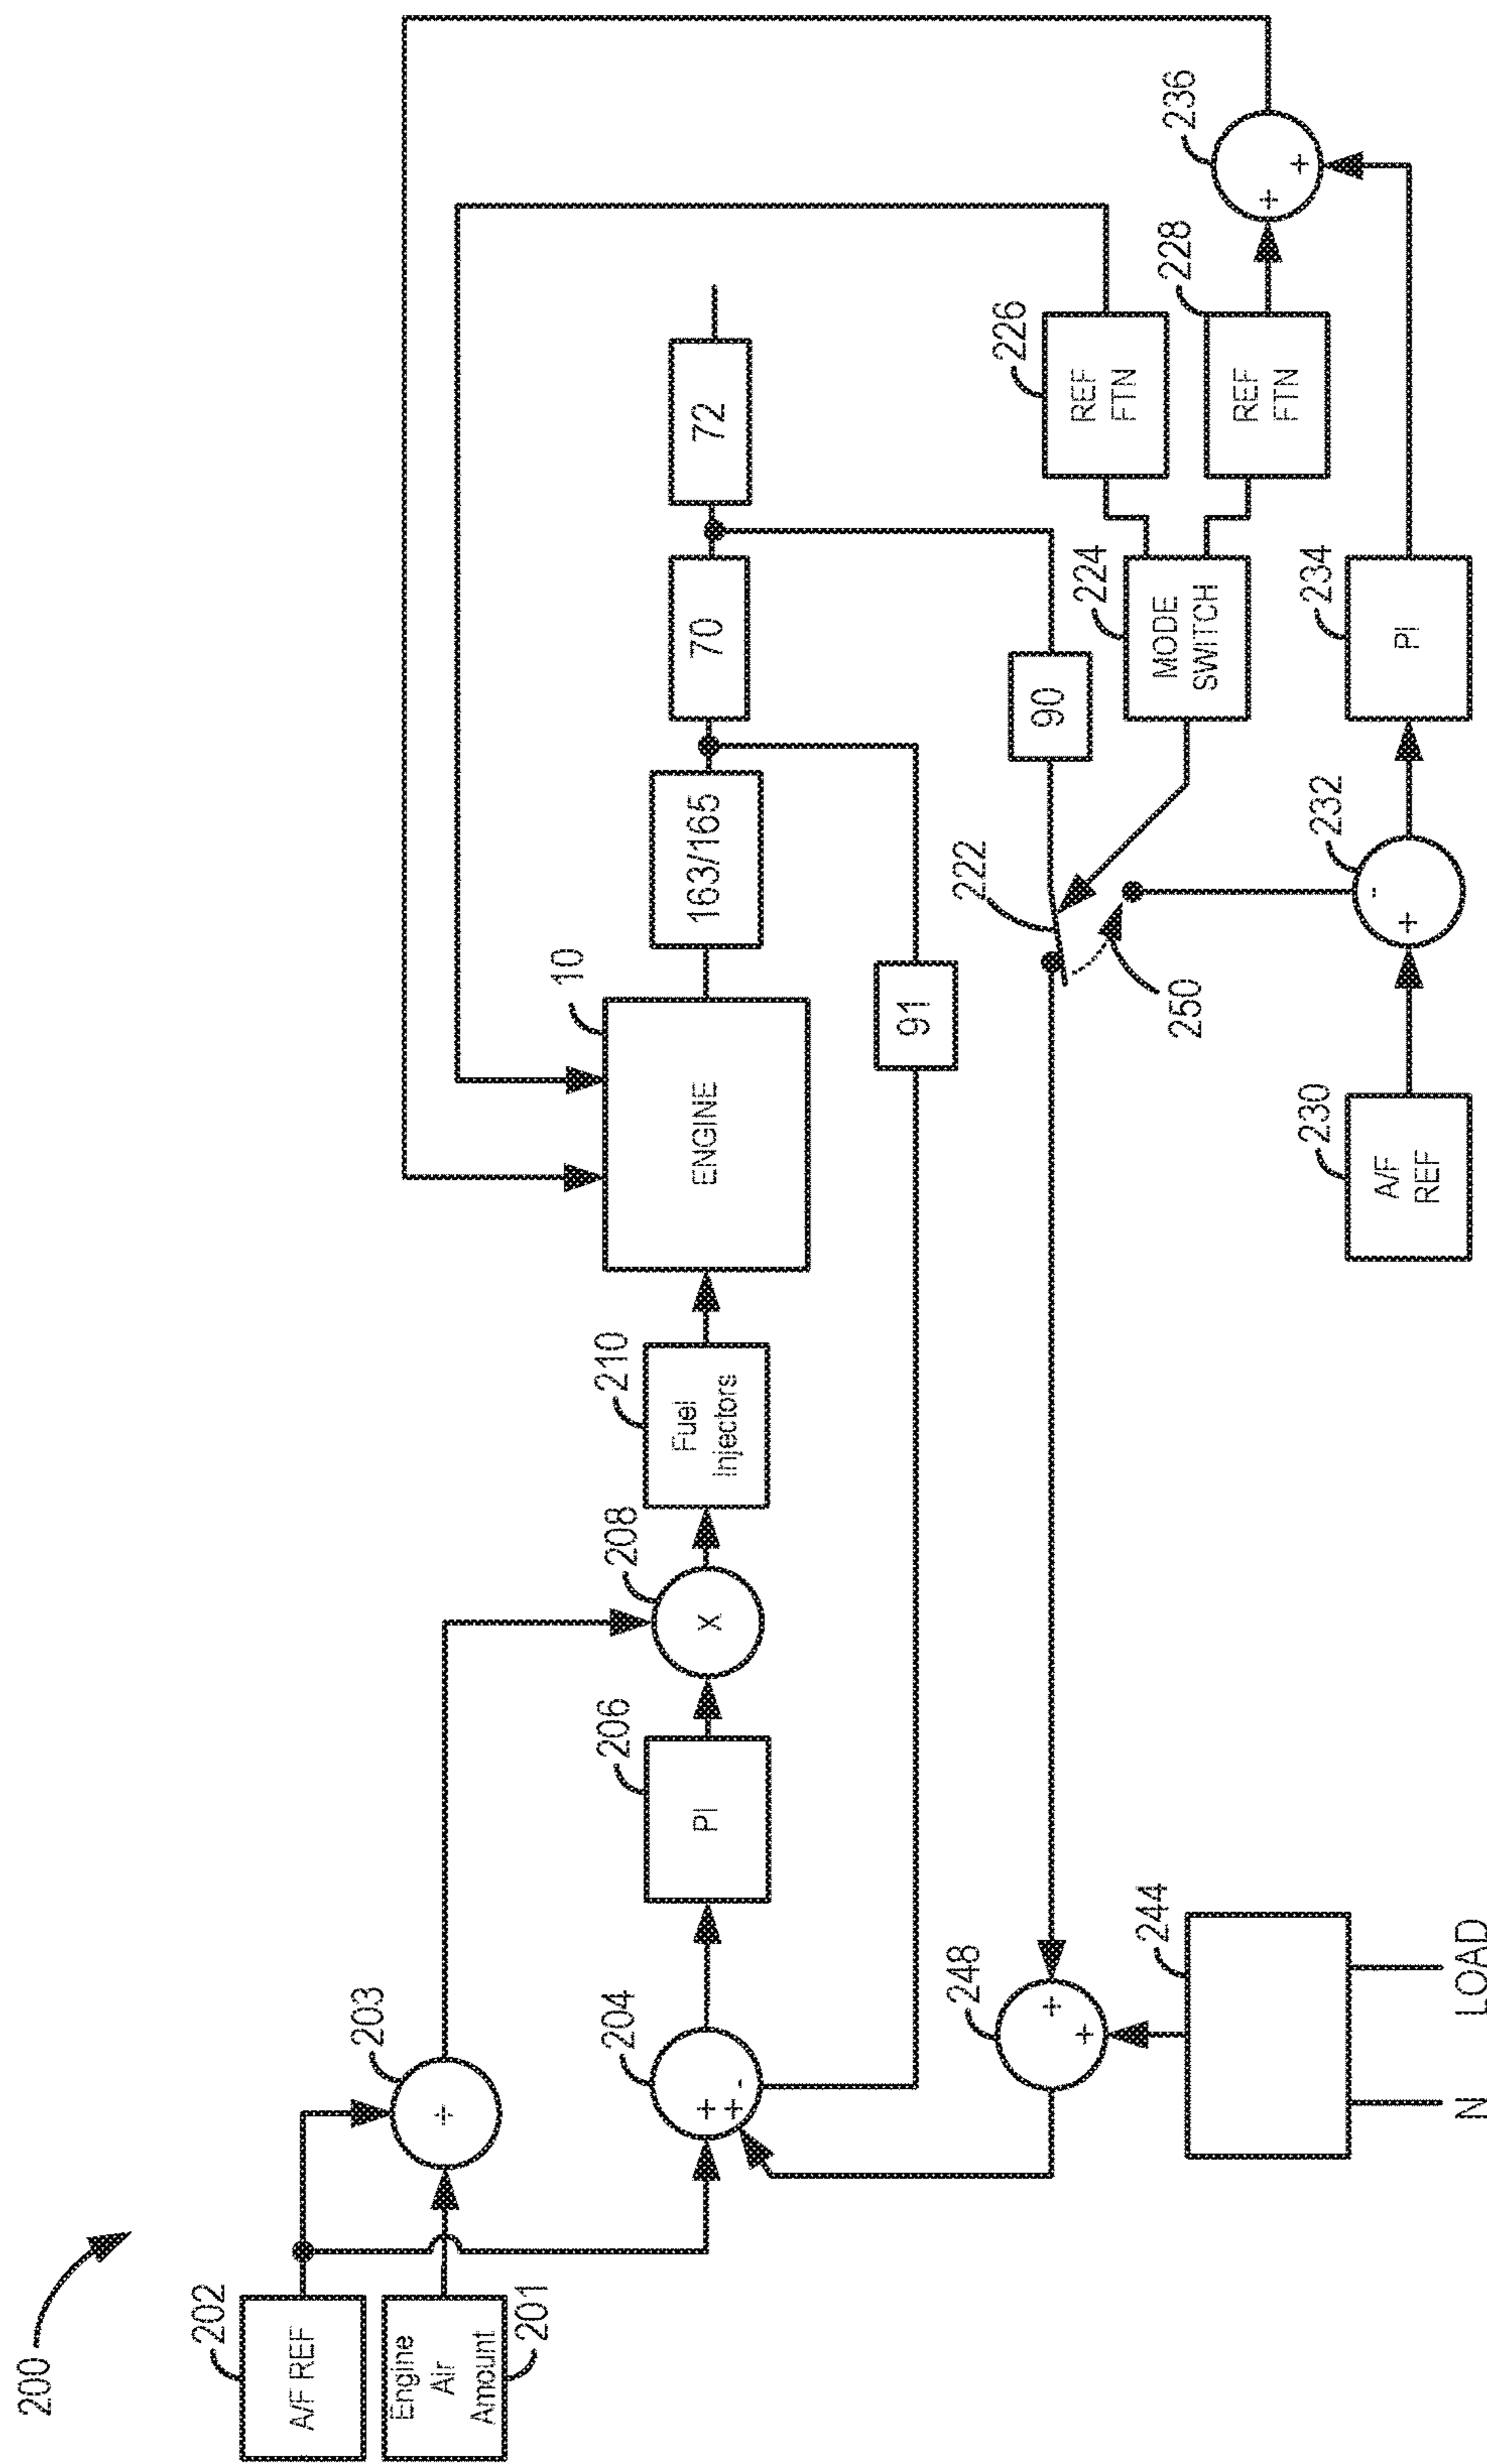 200
202
A/F REF
Engine
Air
Amount
201
203
÷
204
+
+
-
206
PI
208
X
210
Fuel
Injectors
10
ENGINE
163/165
70
72
91
90
222
250
224
MODE
SWITCH
226
REF
FTN
228
REF
FTN
236
+
+
230
A/F
REF
232
+
-
234
PI
248
+
+
244
N
LOAD